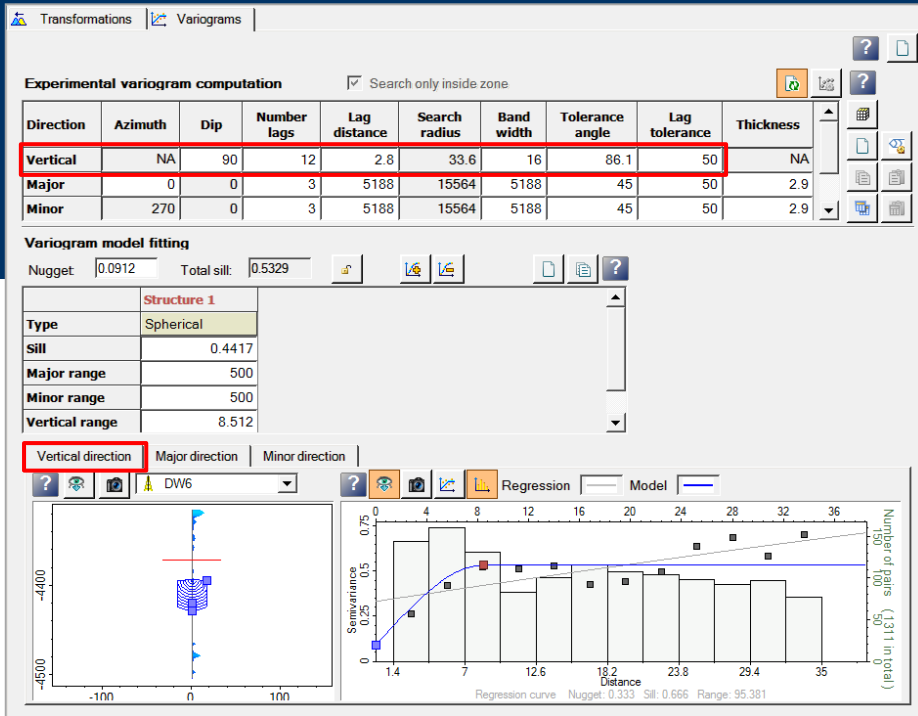 Transformations Variograms
?
Experimental variogram computation Search only inside zone ?
Direction Azimuth Dip Number lags Lag distance Search radius Band width Tolerance angle Lag tolerance Thickness
Vertical NA 90 12 2.8 33.6 16 86.1 50 NA
Major 0 0 3 5188 15564 5188 45 50 2.9
Minor 270 0 3 5188 15564 5188 45 50 2.9
Variogram model fitting
Nugget: 0.0912 Total sill: 0.5329 ?
Structure 1
Type Spherical
Sill 0.4417
Major range 500
Minor range 500
Vertical range 8.512
Vertical direction Major direction Minor direction
? DW6 ? Regression Model
-400
-4500
-100 0 100
0 4 8 12 16 20 24 28 32 36
Semivariance
0.75
0.5
0.25
0
Number of pairs (1311 in total)
150
100
50
0
1.4 7 12.6 18.2 23.8 29.4 35
Distance
Regression curve Nugget: 0.333 Sill: 0.666 Range: 95.381